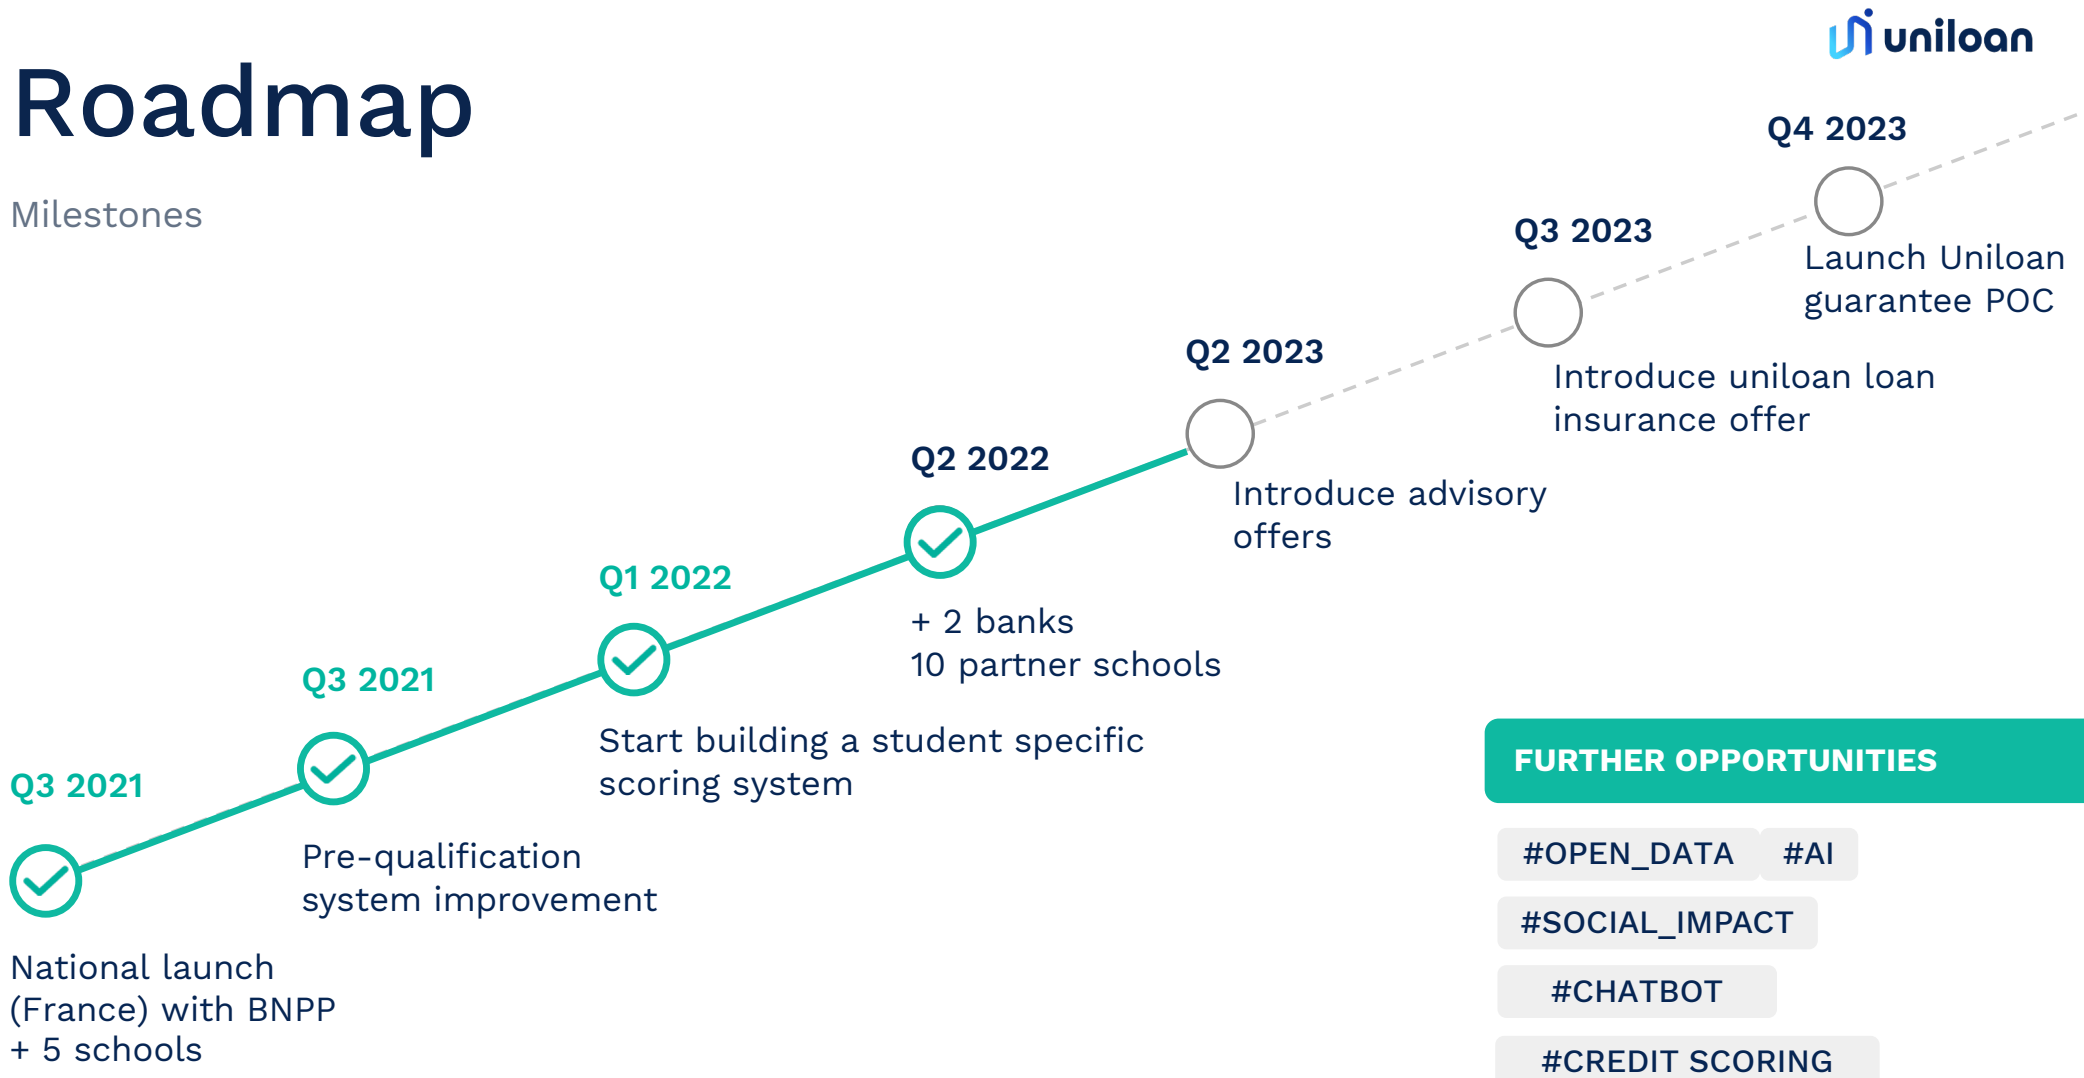 uniloan
Roadmap
Milestones
Q3 2021
National launch
(France) with BNPP
+ 5 schools
Q3 2021
Pre-qualification
system improvement
Q1 2022
Start building a student specific
scoring system
Q2 2022
+ 2 banks
10 partner schools
Q2 2023
Introduce advisory
offers
Q3 2023
Introduce uniloan loan
insurance offer
Q4 2023
Launch Uniloan
guarantee POC
FURTHER OPPORTUNITIES
#OPEN_DATA #AI
#SOCIAL_IMPACT
#CHATBOT
#CREDIT SCORING